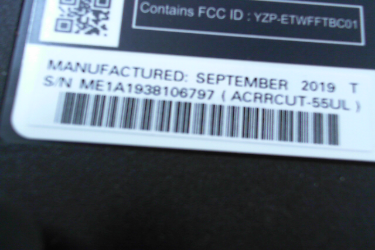 Contains FCC ID : YZP-ETWFFTBC01
MANUFACTURED: SEPTEMBER 2019 T
S/N ME1A1938106797 ( ACRRCUT-55UL )